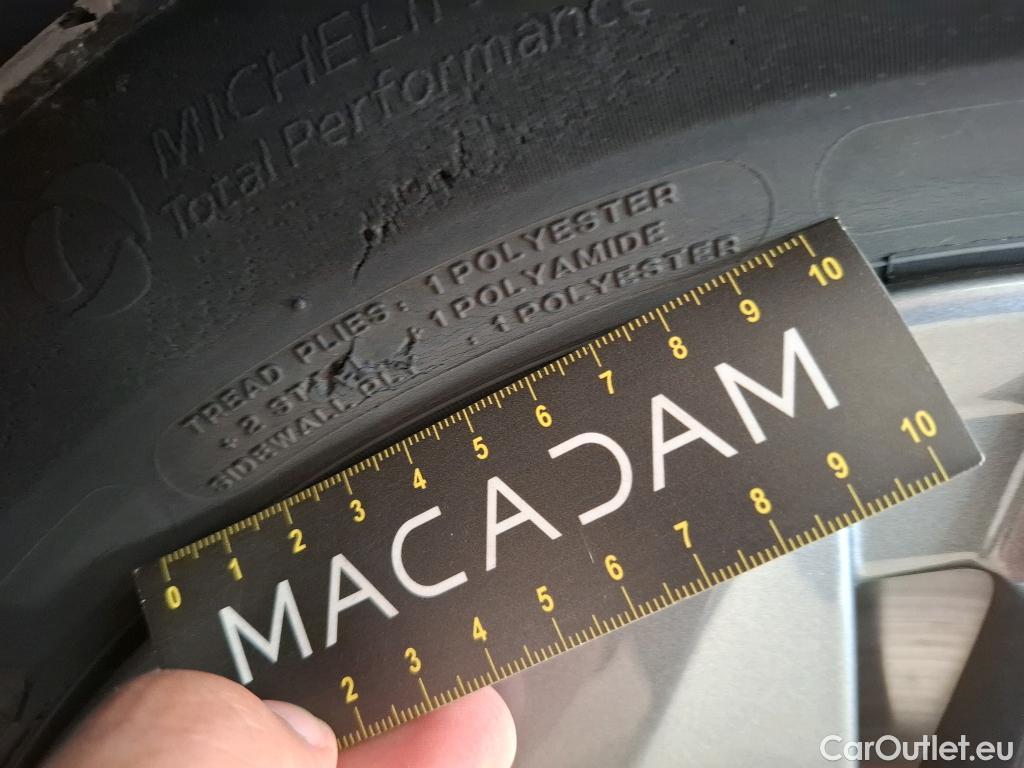 MICHELIN
Total Performance
TREAD PLIES: 1 POLYESTER
+ 2 ST + 1 POLYAMIDE
SIDEWALL PLY : 1 POLYESTER
0 1 2 3 4 5 6 7 8 9 10
MACADAM
2 3 4 5 6 7 8 9 10
CarOutlet.eu